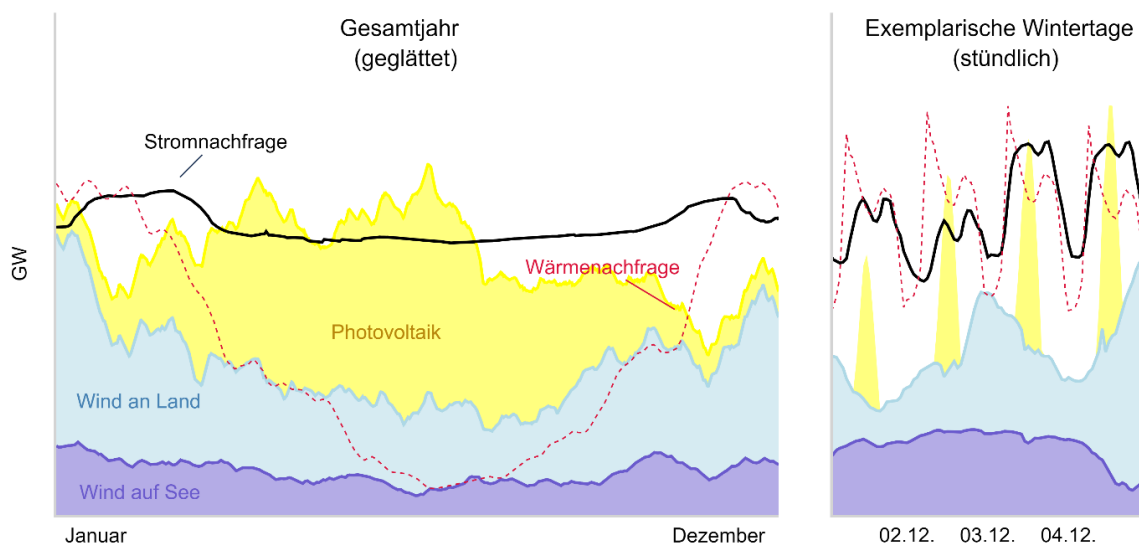 Gesamtjahr
(geglättet)
Exemplarische Wintertage
(stündlich)
Stromnachfrage
GW
Wärmenachfrage
Photovoltaik
Wind an Land
Wind auf See
Januar
Dezember
02.12.
03.12.
04.12.